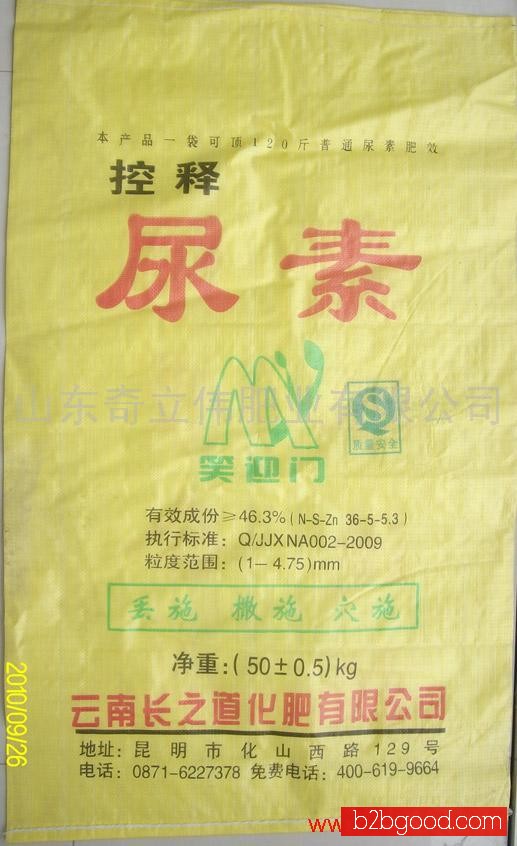 本产品一袋可顶120斤普通尿素肥效
控释
尿素
山东奇立伟肥业有限公司
质量安全
笑迎门
有效成份≥46.3%(N-S-Zn 36-5-5.3)
执行标准: Q/JJXNA002-2009
粒度范围: (1-4.75)mm
垂施 撒施 穴施
净重:(50±0.5)kg
云南长之道化肥有限公司
地址: 昆明市化山西路129号
电话: 0871-6227378 免费电话: 400-619-9664
2010/09/26
www.b2bgood.com